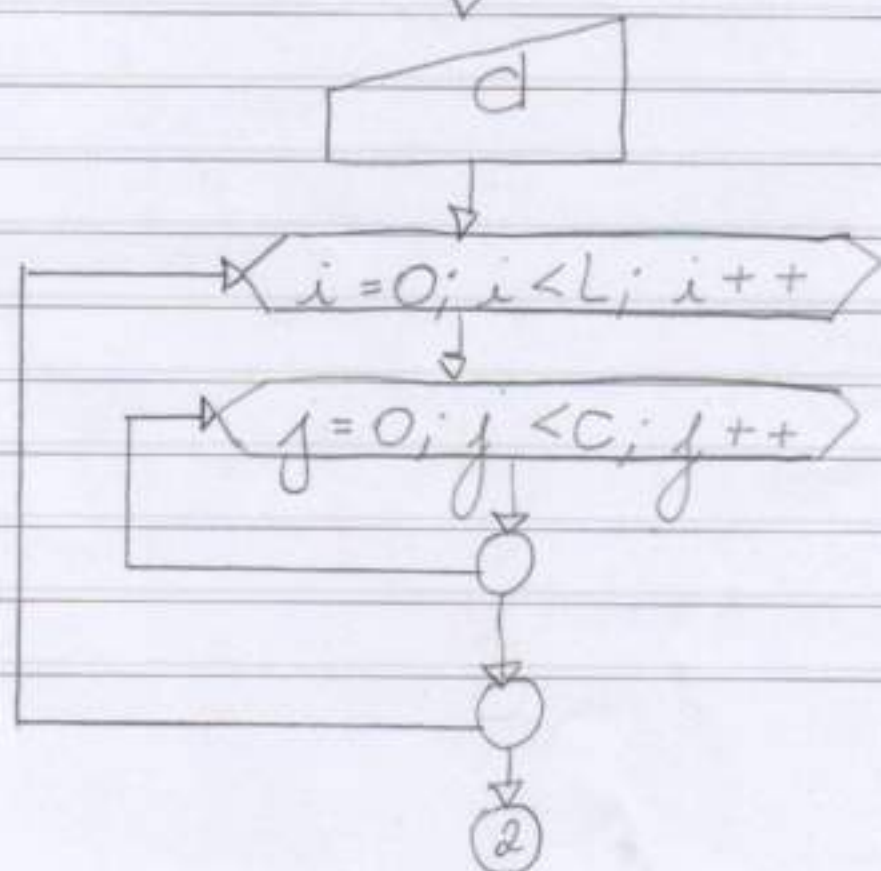 d
i = 0; i < L; i ++
j = 0; j < C; j ++
2